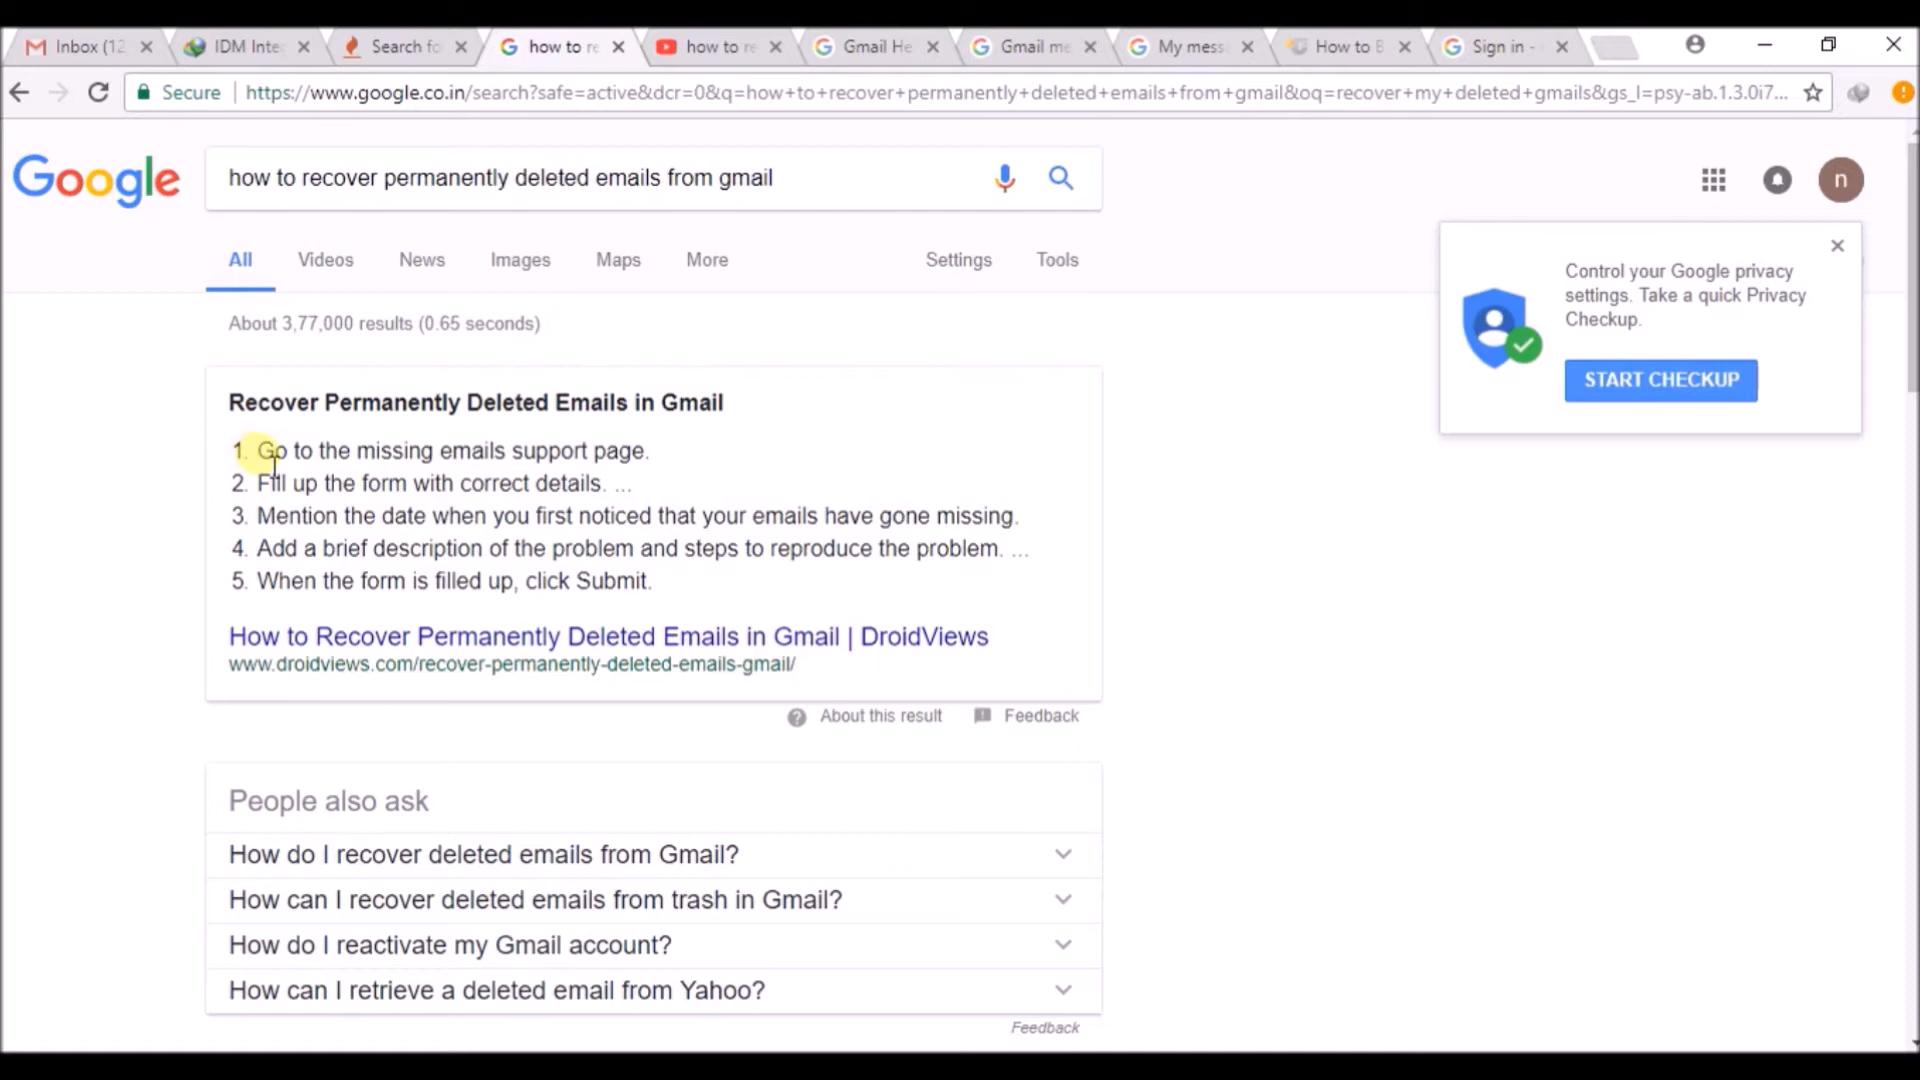 Inbox (12
IDM Inte
Search fo
how to re
how to re
Gmail He
Gmail me
My mess
How to B
Sign in -
Secure
https://www.google.co.in/search?safe=active&dcr=0&q=how+to+recover+permanently+deleted+emails+from+gmail&oq=recover+my+deleted+gmails&gs_l=psy-ab.1.3.0i7...
Google
how to recover permanently deleted emails from gmail
n
All
Videos
News
Images
Maps
More
Settings
Tools
Control your Google privacy
settings. Take a quick Privacy
Checkup.
START CHECKUP
About 3,77,000 results (0.65 seconds)
Recover Permanently Deleted Emails in Gmail
1. Go to the missing emails support page.
2. Fill up the form with correct details. ...
3. Mention the date when you first noticed that your emails have gone missing.
4. Add a brief description of the problem and steps to reproduce the problem. ...
5. When the form is filled up, click Submit.
How to Recover Permanently Deleted Emails in Gmail | DroidViews
www.droidviews.com/recover-permanently-deleted-emails-gmail/
About this result
Feedback
People also ask
How do I recover deleted emails from Gmail?
How can I recover deleted emails from trash in Gmail?
How do I reactivate my Gmail account?
How can I retrieve a deleted email from Yahoo?
Feedback